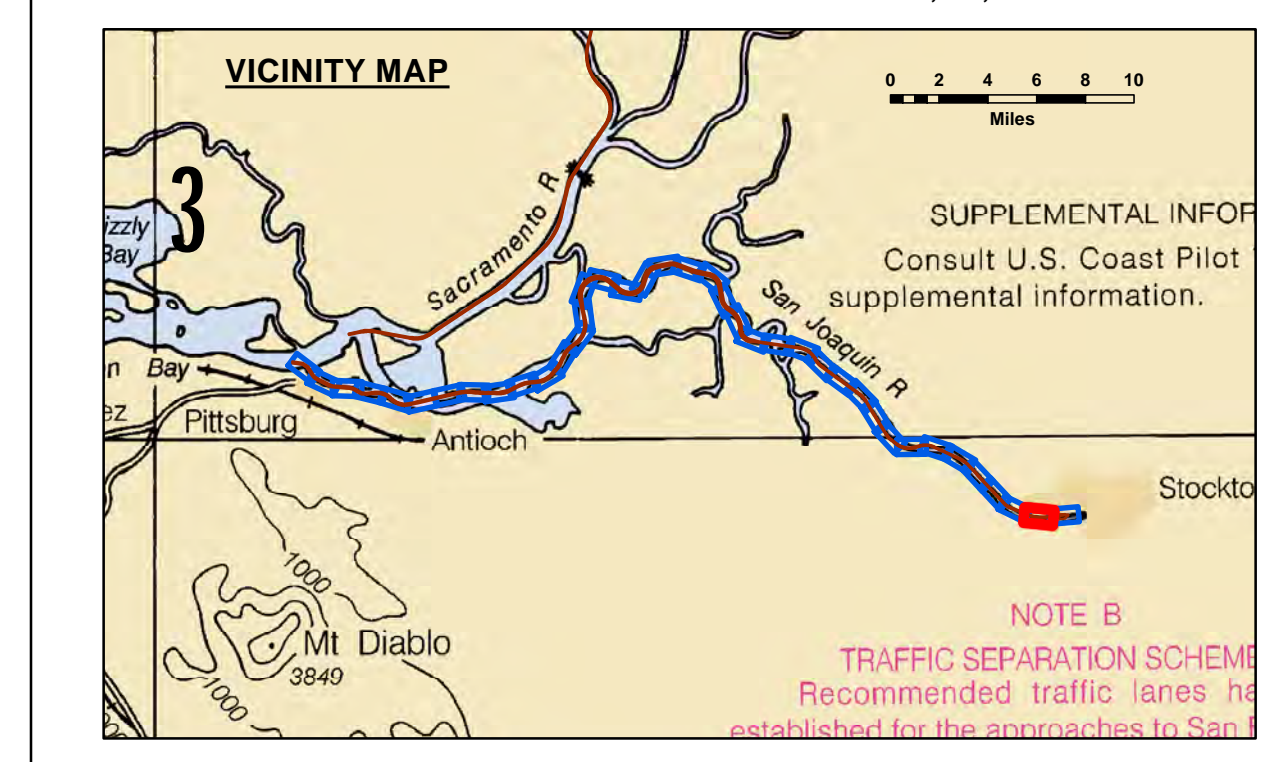 VICINITY MAP
0 2 4 6 8 10
Miles
3
izzly
Bay
Sacramento R
SUPPLEMENTAL INFOR
Consult U.S. Coast Pilot
supplemental information.
San Joaquin R
n Bay
ez
Pittsburg
Antioch
Stockto
1000
Mt Diablo
3849
1000
NOTE B
TRAFFIC SEPARATION SCHEME
Recommended traffic lanes ha
established for the approaches to San F